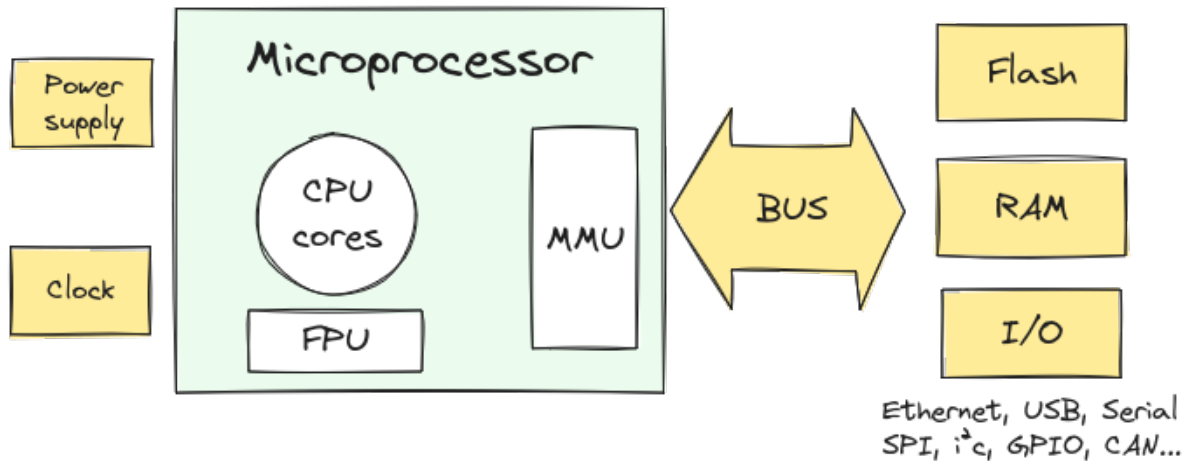 Microprocessor
Power
supply
Clock
CPU
cores
FPU
MMU
BUS
Flash
RAM
I/O
Ethernet, USB, Serial
SPI, i²c, GPIO, CAN...